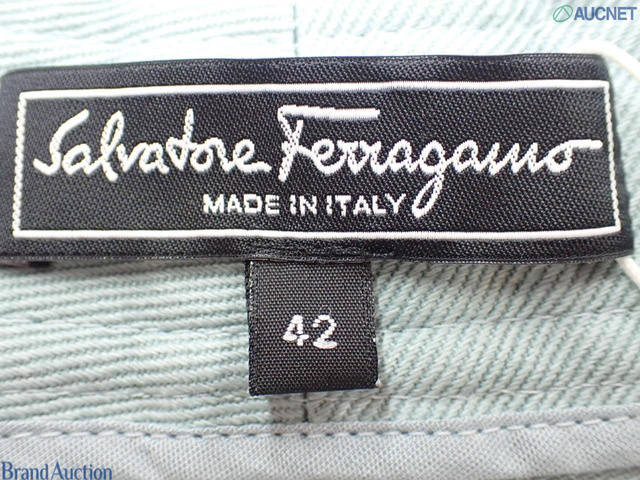 AUCNET
Salvatore Ferragamo
MADE IN ITALY
42
Brand Auction